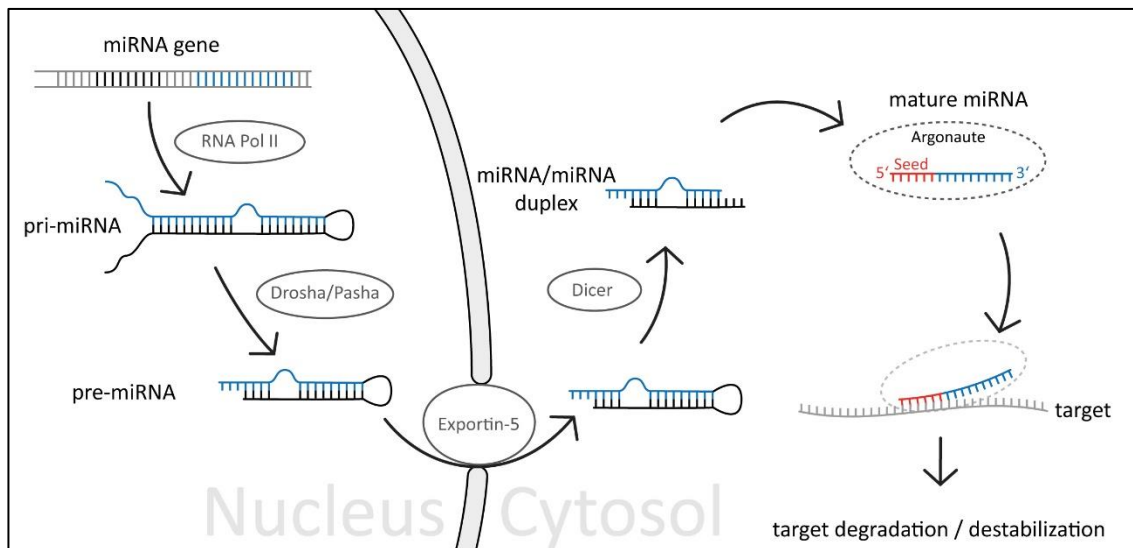 miRNA gene
RNA Pol II
pri-miRNA
Drosha/Pasha
pre-miRNA
Exportin-5
Nucleus
Cytosol
Dicer
miRNA/miRNA
duplex
mature miRNA
Argonaute
5‘ Seed 3‘
target
target degradation / destabilization